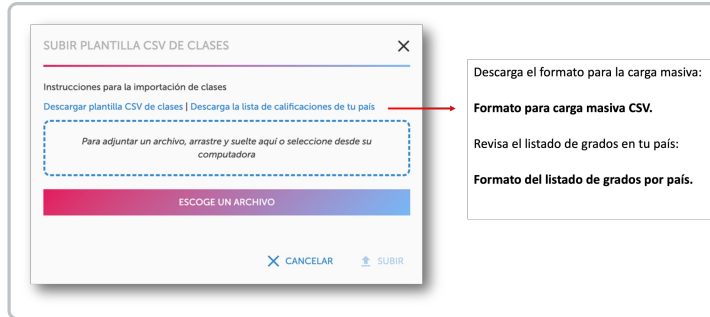 SUBIR PLANTILLA CSV DE CLASES
Instrucciones para la importación de clases
Descargar plantilla CSV de clases | Descarga la lista de calificaciones de tu país
Para adjuntar un archivo, arrastre y suelte aquí o seleccione desde su
computadora
ESCOGE UN ARCHIVO
CANCELAR
SUBIR
Descarga el formato para la carga masiva:
Formato para carga masiva CSV.
Revisa el listado de grados en tu país:
Formato del listado de grados por país.